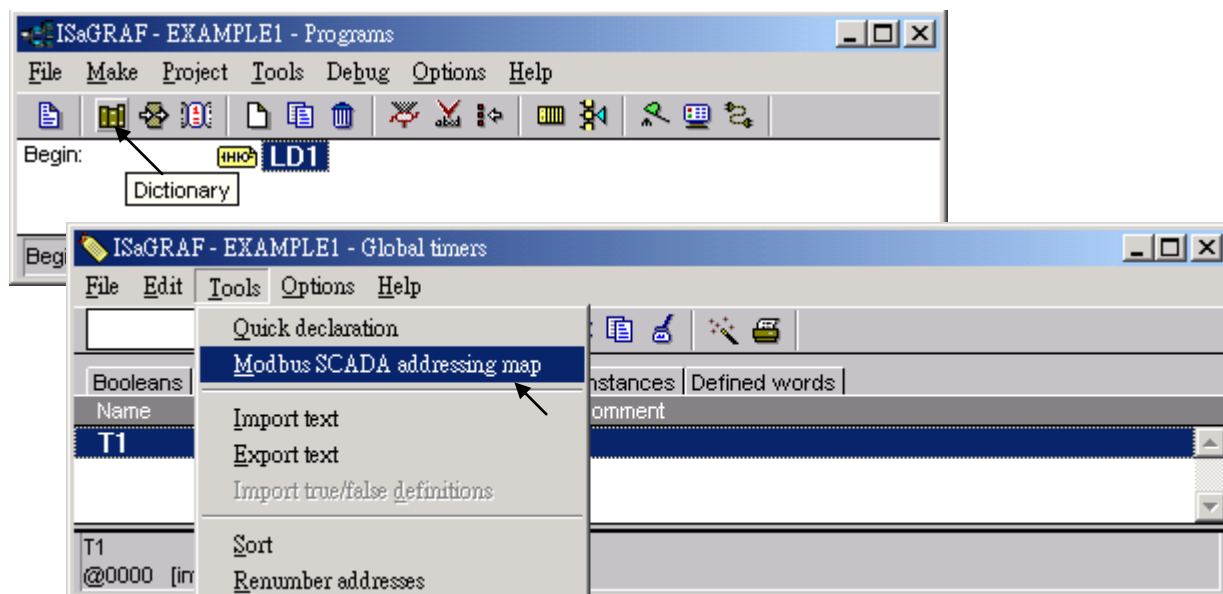 ISaGRAF - EXAMPLE1 - Programs
File Make Project Tools Debug Options Help
Begin: LD1
Dictionary
ISaGRAF - EXAMPLE1 - Global timers
File Edit Tools Options Help
Quick declaration
Modbus SCADA addressing map
Booleans Defined words
Name
T1
Import text
Export text
Import true/false definitions
T1
@0000
Sort
Renumber addresses